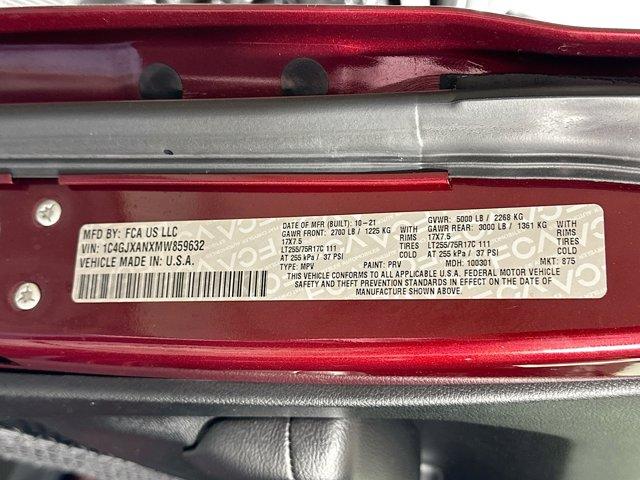 MFD BY: FCA US LLC
VIN: 1C4GJXANXMW859632
VEHICLE MADE IN: U.S.A.
DATE OF MFR (BUILT): 10-21 GVWR: 5000 LB / 2268 KG
GAWR FRONT: 2700 LB / 1225 KG WITH GAWR REAR: 3000 LB / 1361 KG WITH
17X7.5 RIMS 17X7.5 RIMS
LT255/75R17C 111 TIRES LT255/75R17C 111 TIRES
AT 255 kPa / 37 PSI COLD AT 255 kPa / 37 PSI COLD
TYPE: MPV PAINT: PRV MDH: 100301 MKT: 875
THIS VEHICLE CONFORMS TO ALL APPLICABLE U.S.A. FEDERAL MOTOR VEHICLE
SAFETY AND THEFT PREVENTION STANDARDS IN EFFECT ON THE DATE OF
MANUFACTURE SHOWN ABOVE.